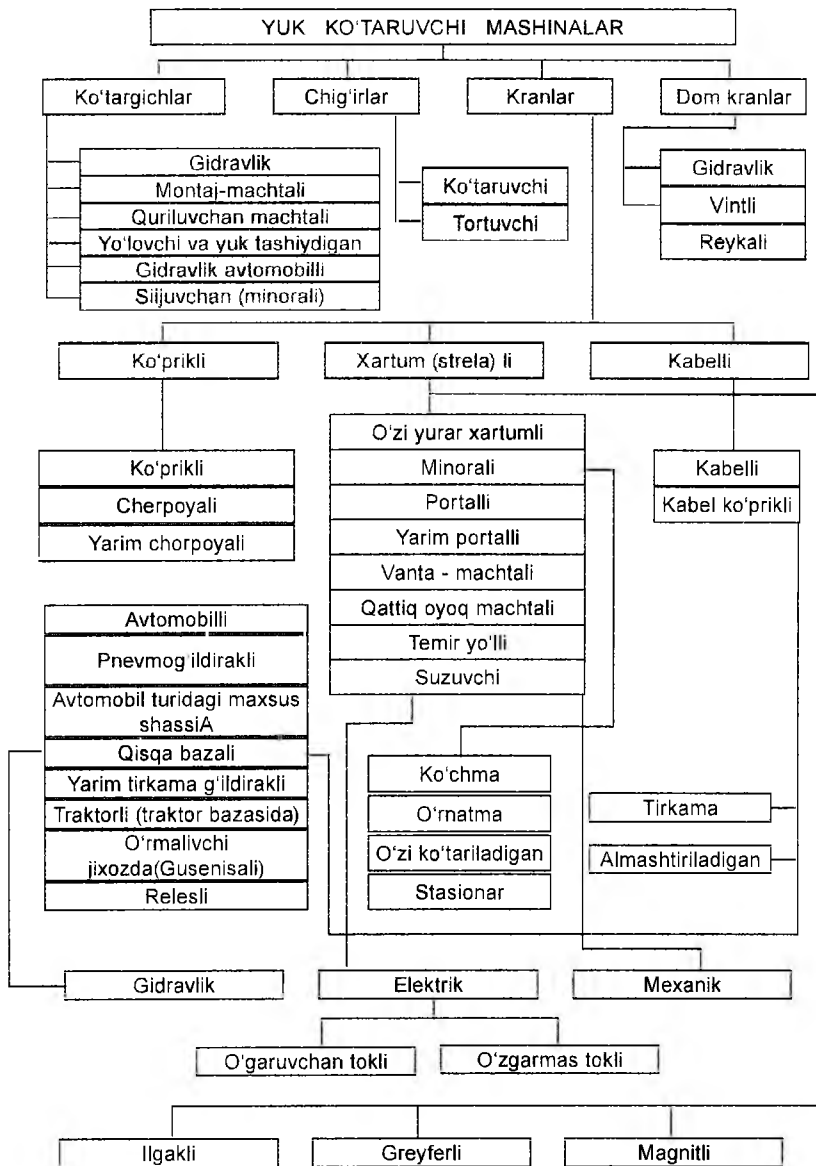 YUK KO‘TARUVCHI MASHINALAR
Ko‘targichlar
Chig‘irlar
Kranlar
Dom kranlar
Gidravlik
Montaj-machtali
Quriluvchan machtali
Yo‘lovchi va yuk tashiydigan
Gidravlik avtomobilli
Siijuvchan (minorali)
Ko‘taruvchi
Tortuvchi
Gidravlik
Vintli
Reykali
Ko‘prikli
Xartum (strela) li
Kabelli
Ko‘prikli
Cherpoyali
Yarim chorpoyali
O‘zi yurar xartumli
Minorali
Portalli
Yarim portalli
Vanta - machtali
Qattiq oyoq machtali
Temir yo‘lli
Suzuvchi
Kabelli
Kabel ko‘prikli
Avtomobilli
Pnevmog‘ildirakli
Avtomobil turidagi maxsus
shassiA
Qisqa bazali
Yarim tirkama g‘ildirakli
Traktorli (traktor bazasida)
O‘rmalivchi
jixozda(Gusenisali)
Relesli
Ko‘chma
O‘rnatma
O‘zi ko‘tariladigan
Stasionar
Tirkama
Almashtiriladigan
Gidravlik
Elektrik
Mexanik
O‘garuvchan tokli
O‘zgarmas tokli
Ilgakli
Greyferli
Magnitli